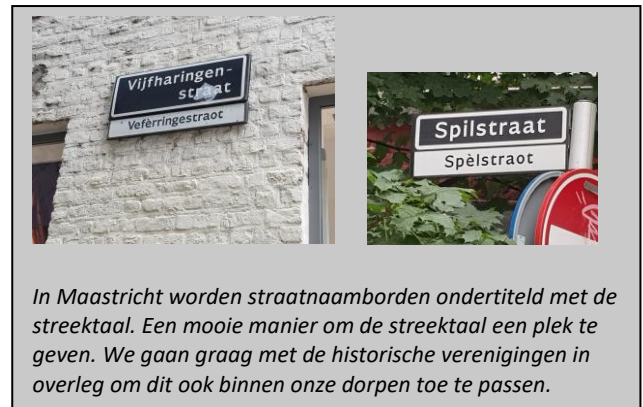 Vijfharingen-
straat
Vefèrringestraot
Spilstraat
Spèlstraot
In Maastricht worden straatnaamborden ondertiteld met de
streektaal. Een mooie manier om de streektaal een plek te
geven. We gaan graag met de historische verenigingen in
overleg om dit ook binnen onze dorpen toe te passen.